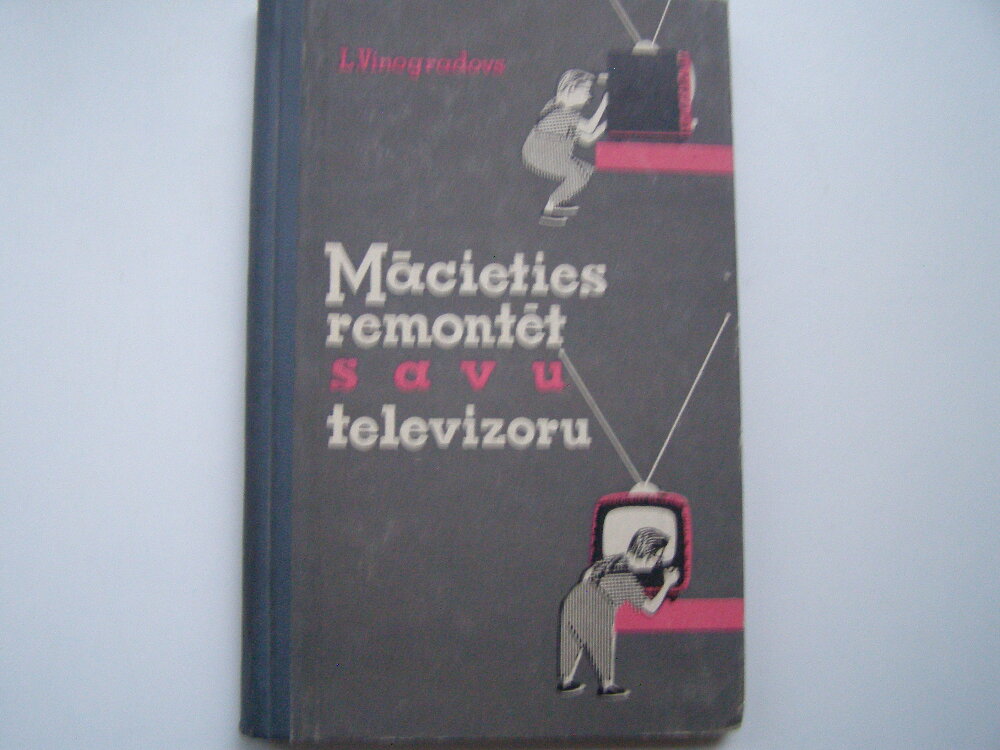 L. Vinogradovs
Mācieties
remontēt
savu
televizoru